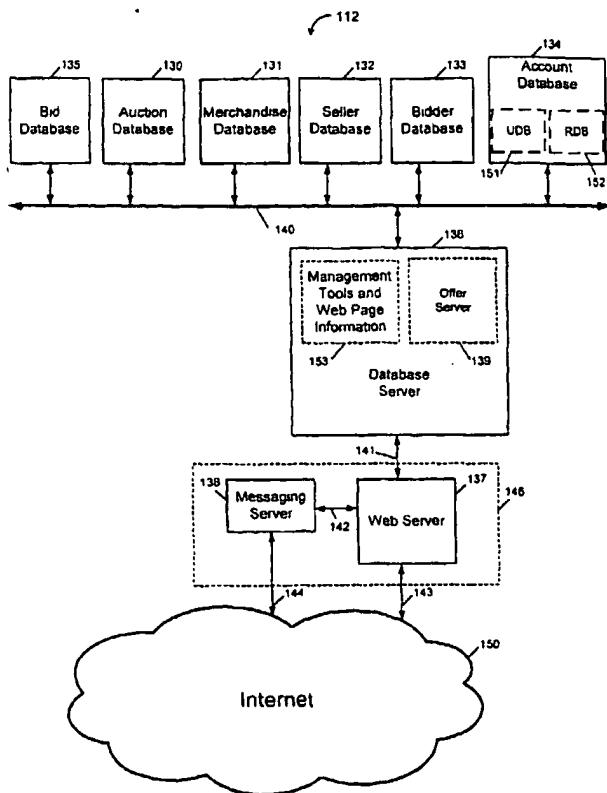 112
135
130
131
132
133
134
Bid
Database
Auction
Database
Merchandise
Database
Seller
Database
Bidder
Database
Account
Database
UDB
RDB
151
152
140
136
Management
Tools and
Web Page
Information
153
Offer
Server
139
Database
Server
141
138
Messaging
Server
142
137
Web Server
146
144
143
150
Internet